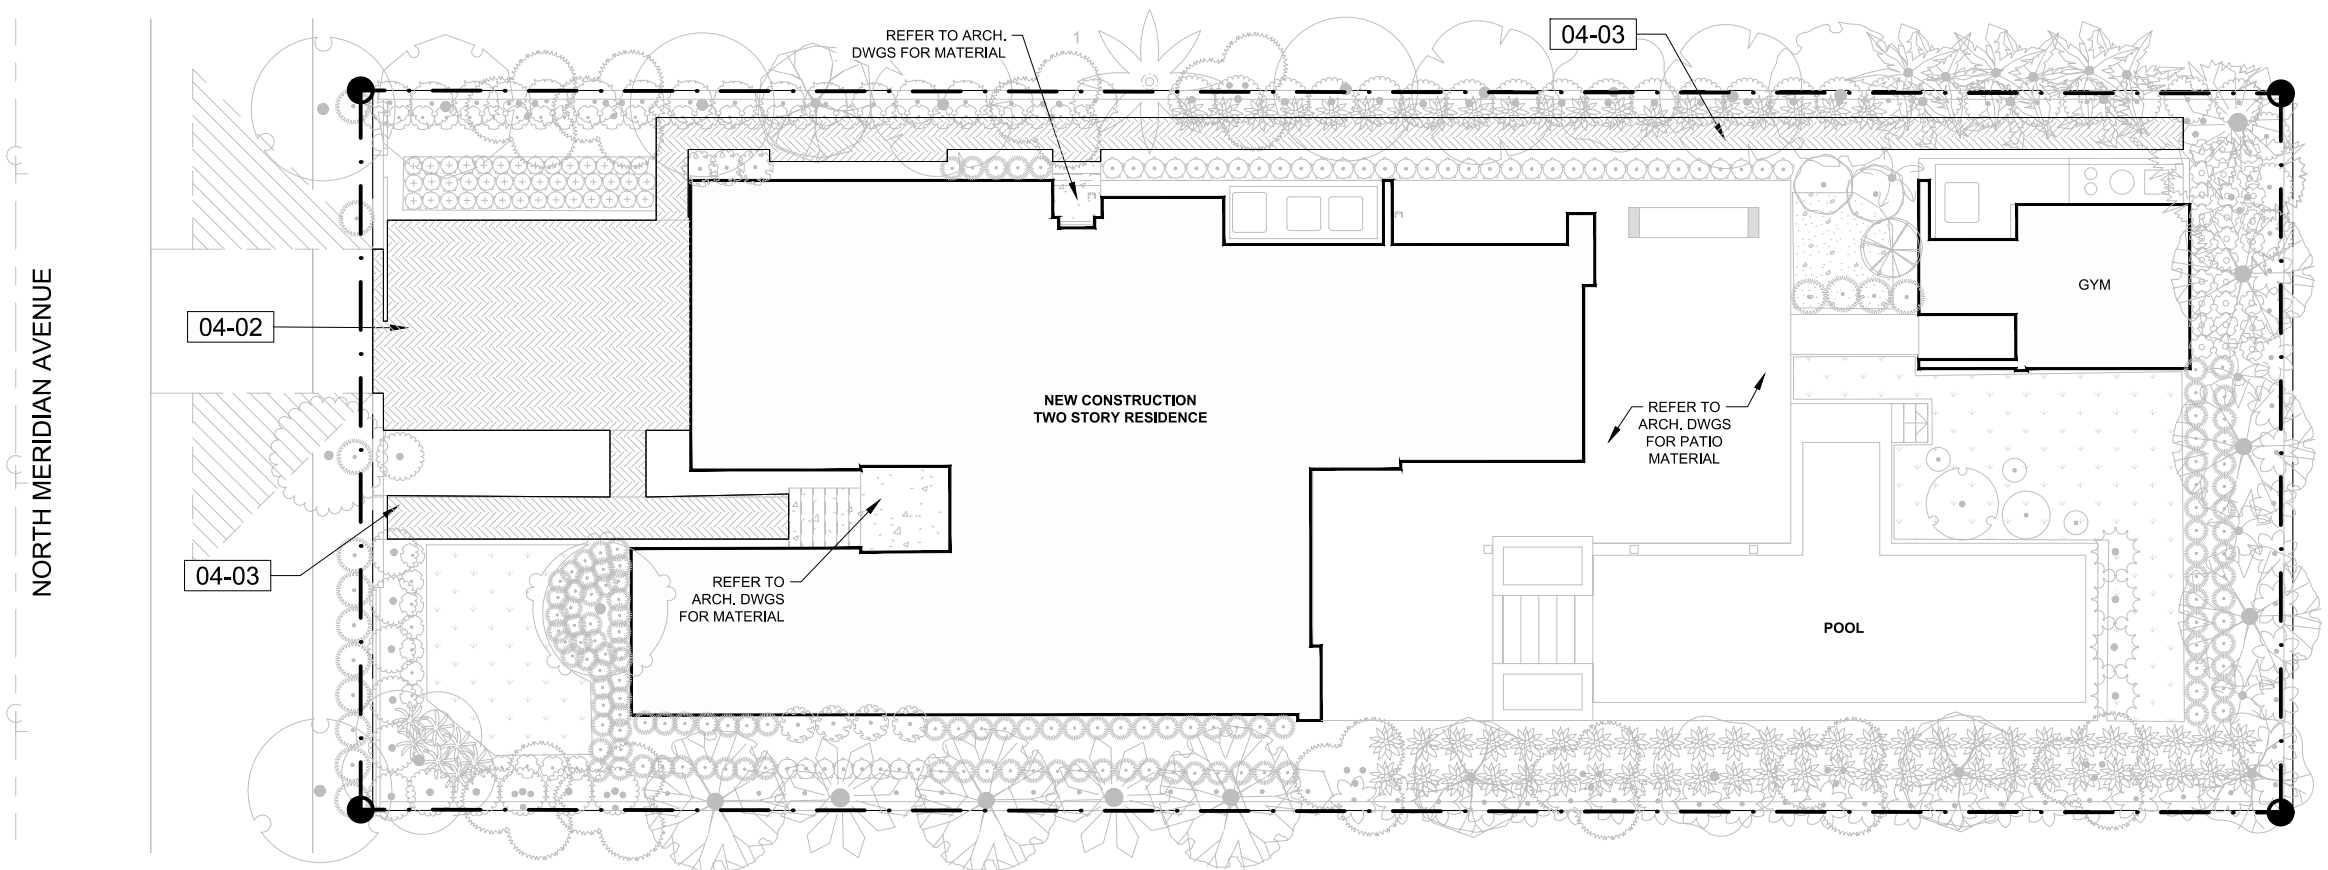 REFER TO ARCH.
DWGS FOR MATERIAL
1
04-03
NORTH MERIDIAN AVENUE
04-02
GYM
NEW CONSTRUCTION
TWO STORY RESIDENCE
REFER TO
ARCH. DWGS
FOR PATIO
MATERIAL
04-03
REFER TO
ARCH. DWGS
FOR MATERIAL
POOL